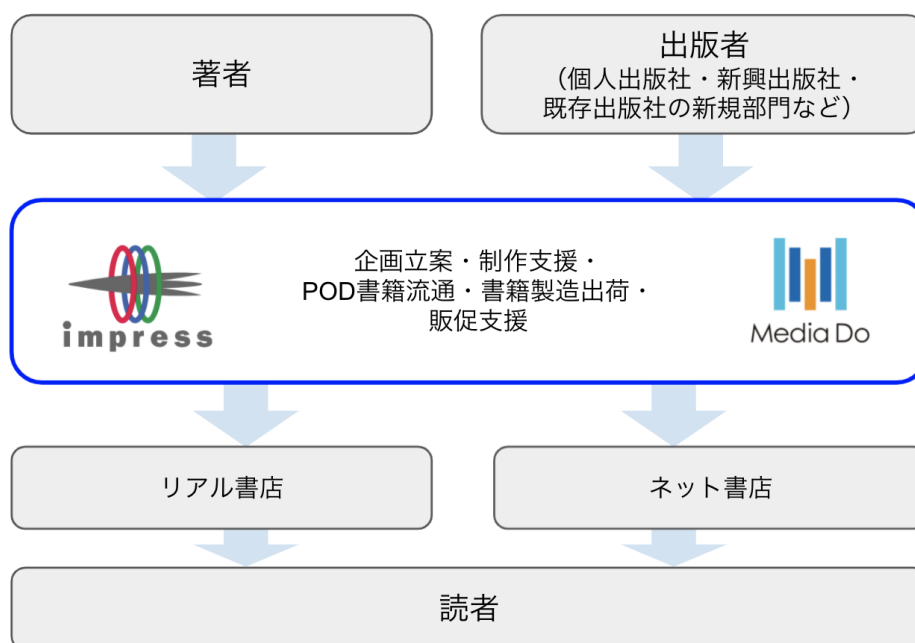 著者
出版者
（個人出版社・新興出版社・
既存出版社の新規部門など）
impress
企画立案・制作支援・
POD書籍流通・書籍製造出荷・
販促支援
Media Do
リアル書店
ネット書店
読者